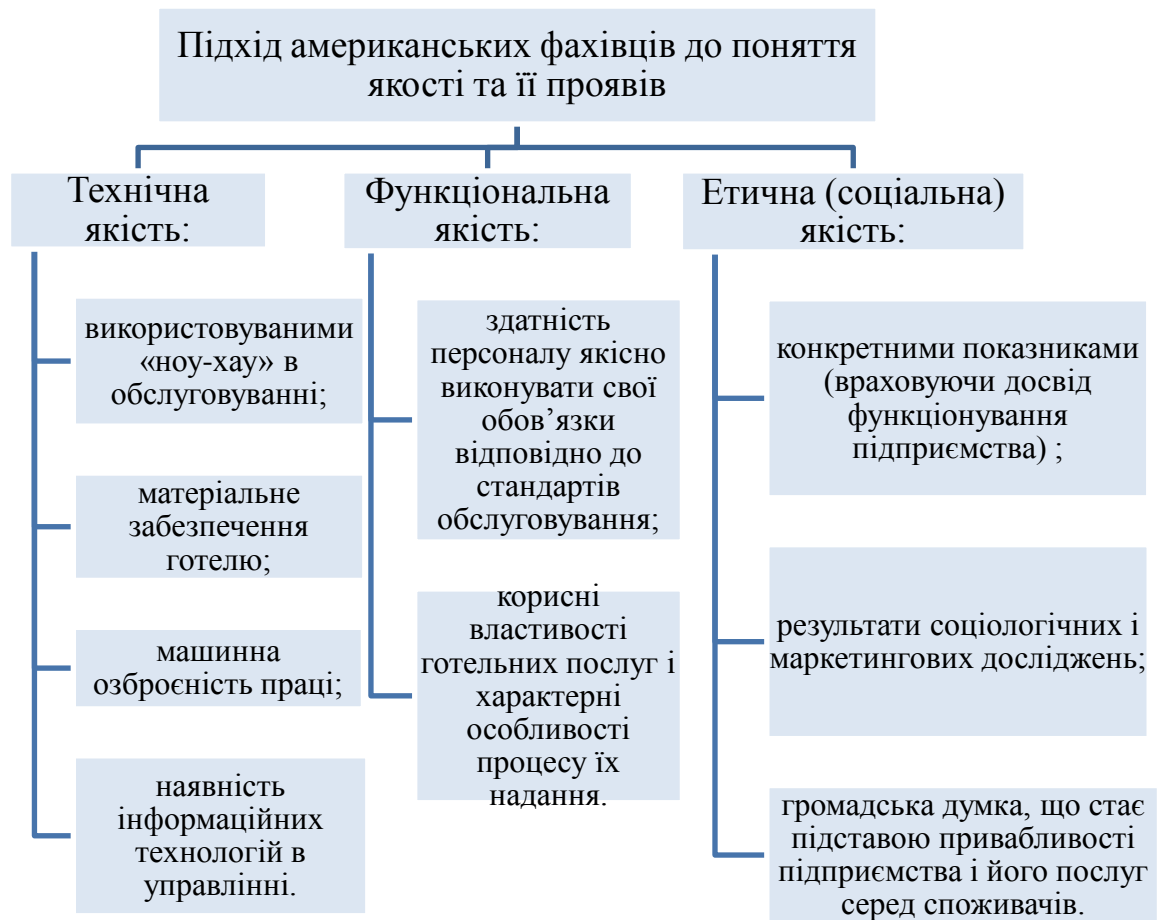 Підхід американських фахівців до поняття
якості та її проявів
Технічна
якість:
використовуваними
«ноу-хау» в
обслуговуванні;
матеріальне
забезпечення
готелю;
машинна
озброєність праці;
наявність
інформаційних
технологій в
управлінні.
Функціональна
якість:
здатність
персоналу якісно
виконувати свої
обов’язки
відповідно до
стандартів
обслуговування;
корисні
властивості
готельних послуг і
характерні
особливості
процесу їх
надання.
Етична (соціальна)
якість:
конкретними показниками
(враховуючи досвід
функціонування
підприємства) ;
результати соціологічних і
маркетингових досліджень;
громадська думка, що стає
підставою привабливості
підприємства і його послуг
серед споживачів.